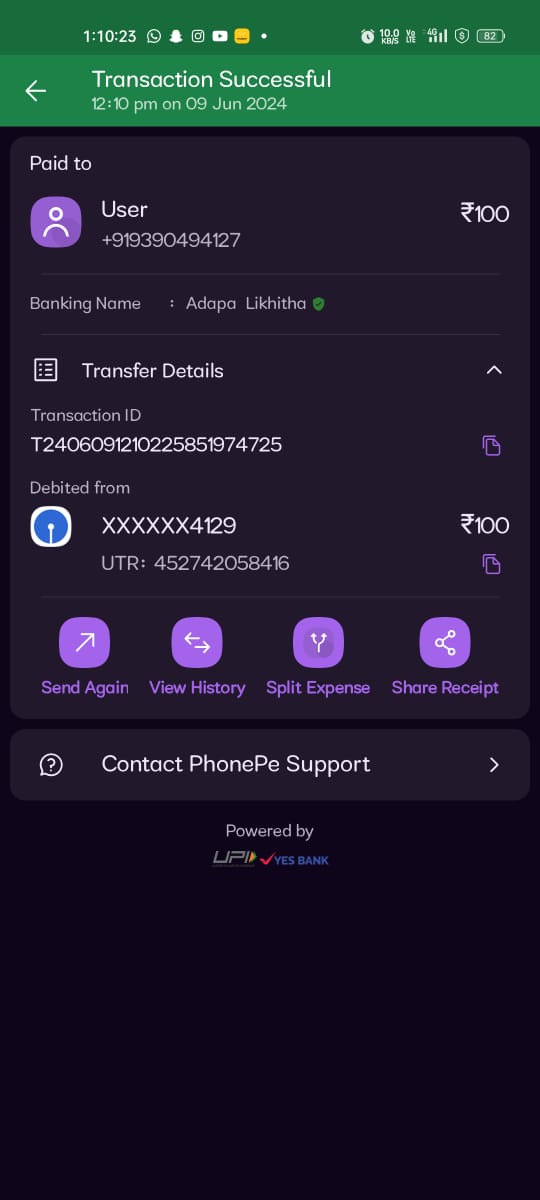 1:10:23 10.0 KB/S Vo LTE 4G 82
Transaction Successful
12:10 pm on 09 Jun 2024
Paid to
User ₹100
+919390494127
Banking Name : Adapa Likhitha
Transfer Details
Transaction ID
T2406091210225851974725
Debited from
XXXXXX4129 ₹100
UTR: 452742058416
Send Again View History Split Expense Share Receipt
Contact PhonePe Support
Powered by
UPI YES BANK